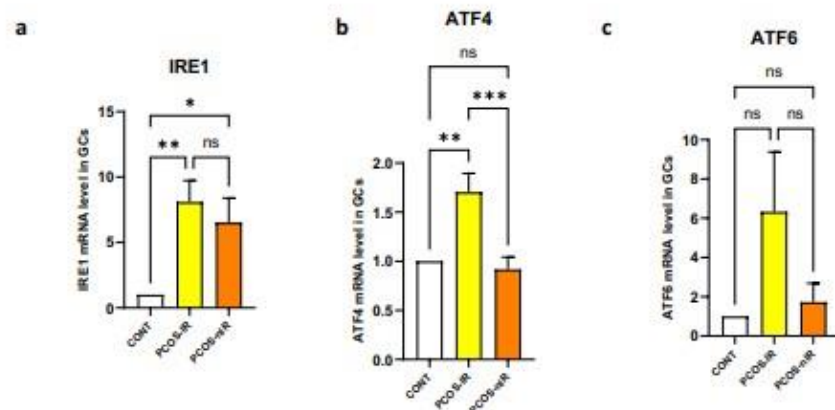 a
IRE1
*
**
ns
15
10
5
0
IRE1 mRNA level in GCs
CONT
PCOS-IR
PCOS-nIR
b
ATF4
ns
***
**
2.0
1.5
1.0
0.5
0.0
ATF4 mRNA level in GCs
CONT
PCOS-IR
PCOS-nIR
c
ATF6
ns
ns
ns
10
8
6
4
2
0
ATF6 mRNA level in GCs
CONT
PCOS-IR
PCOS-nIR